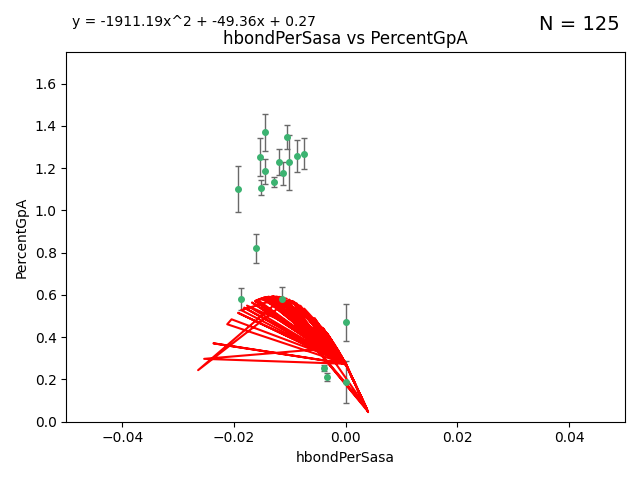 y = -1911.19x^2 + -49.36x + 0.27
N = 125
hbondPerSasa vs PercentGpA
1.6
1.4
1.2
1.0
0.8
0.6
0.4
0.2
0.0
PercentGpA
−0.04 −0.02 0.00 0.02 0.04
hbondPerSasa